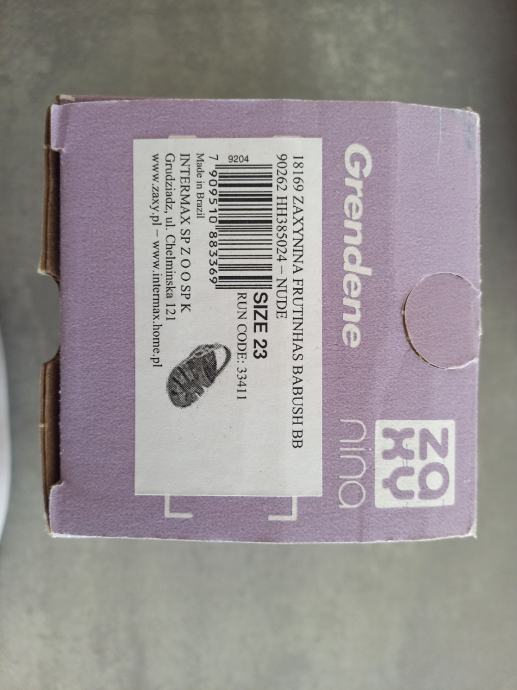 Grendene
zaxy
nina
18169 ZAXYNINA FRUTINHAS BABUSH BB
90262 HH385024 – NUDE
SIZE 23
RUN CODE: 33411
9204
7 909510 883369
Made in Brazil
INTERMAX SP Z O O SP K
Grudziadz, ul. Chelminska 121
www.zaxy.pl – www.intermax.home.pl